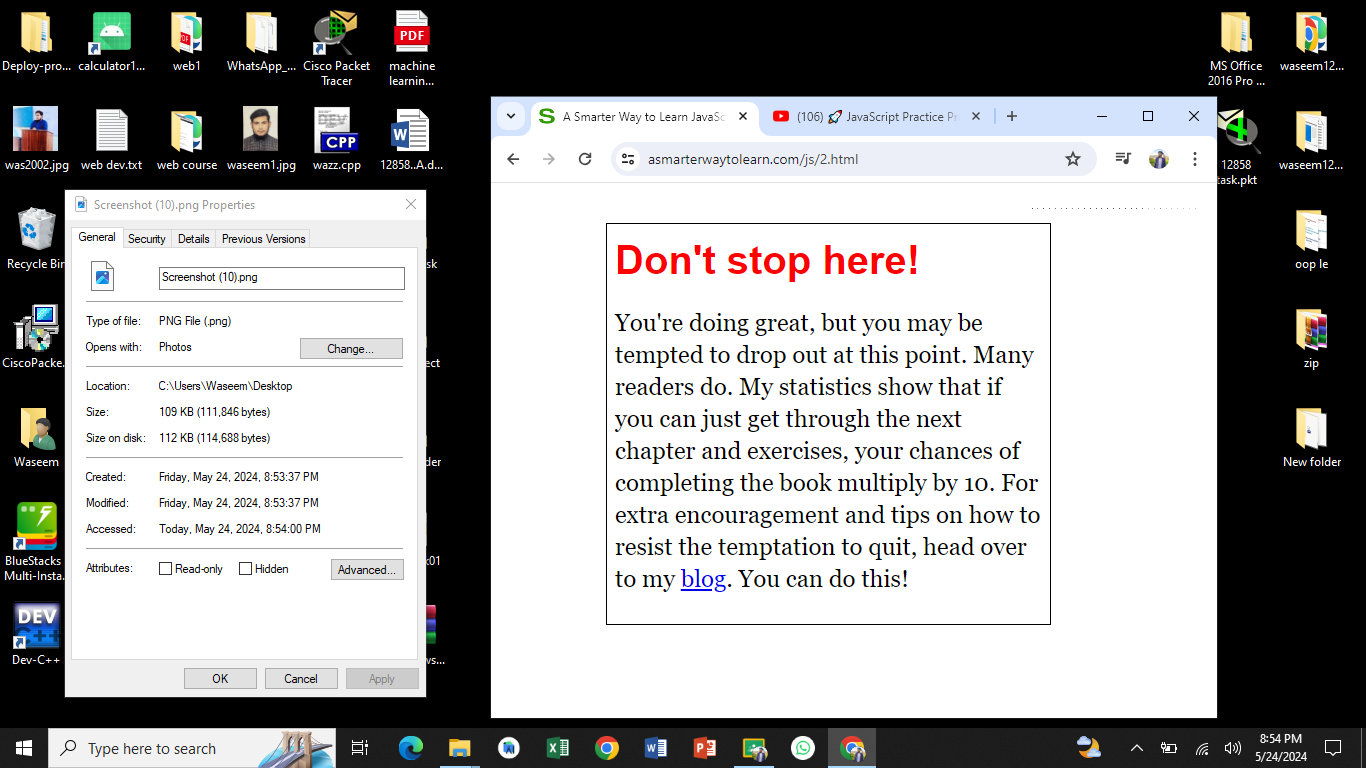 Deploy-pro...
calculator1...
web1
WhatsApp_...
Cisco Packet
Tracer
PDF
machine
learnin...
MS Office
2016 Pro ...
waseem12...
was2002.jpg
web dev.txt
web course
waseem1.jpg
DEV
CPP
wazz.cpp
12858..A.d...
12858
task.pkt
waseem12...
Recycle Bin
CiscoPacke.
Waseem
BlueStacks
Multi-Insta.
DEV
C++
Dev-C++
oop le
zip
New folder
Screenshot (10).png Properties
General
Security
Details
Previous Versions
Screenshot (10).png
Type of file: PNG File (.png)
Opens with: Photos
Change...
Location: C:\Users\Waseem\Desktop
Size: 109 KB (111,846 bytes)
Size on disk: 112 KB (114,688 bytes)
Created: Friday, May 24, 2024, 8:53:37 PM
Modified: Friday, May 24, 2024, 8:53:37 PM
Accessed: Today, May 24, 2024, 8:54:00 PM
Attributes: Read-only Hidden Advanced...
OK Cancel Apply
A Smarter Way to Learn JavaSc
(106) 🚀 JavaScript Practice Pr
asmarterwaytolearn.com/js/2.html
Don't stop here!
You're doing great, but you may be
tempted to drop out at this point. Many
readers do. My statistics show that if
you can just get through the next
chapter and exercises, your chances of
completing the book multiply by 10. For
extra encouragement and tips on how to
resist the temptation to quit, head over
to my blog. You can do this!
Type here to search
8:54 PM
5/24/2024